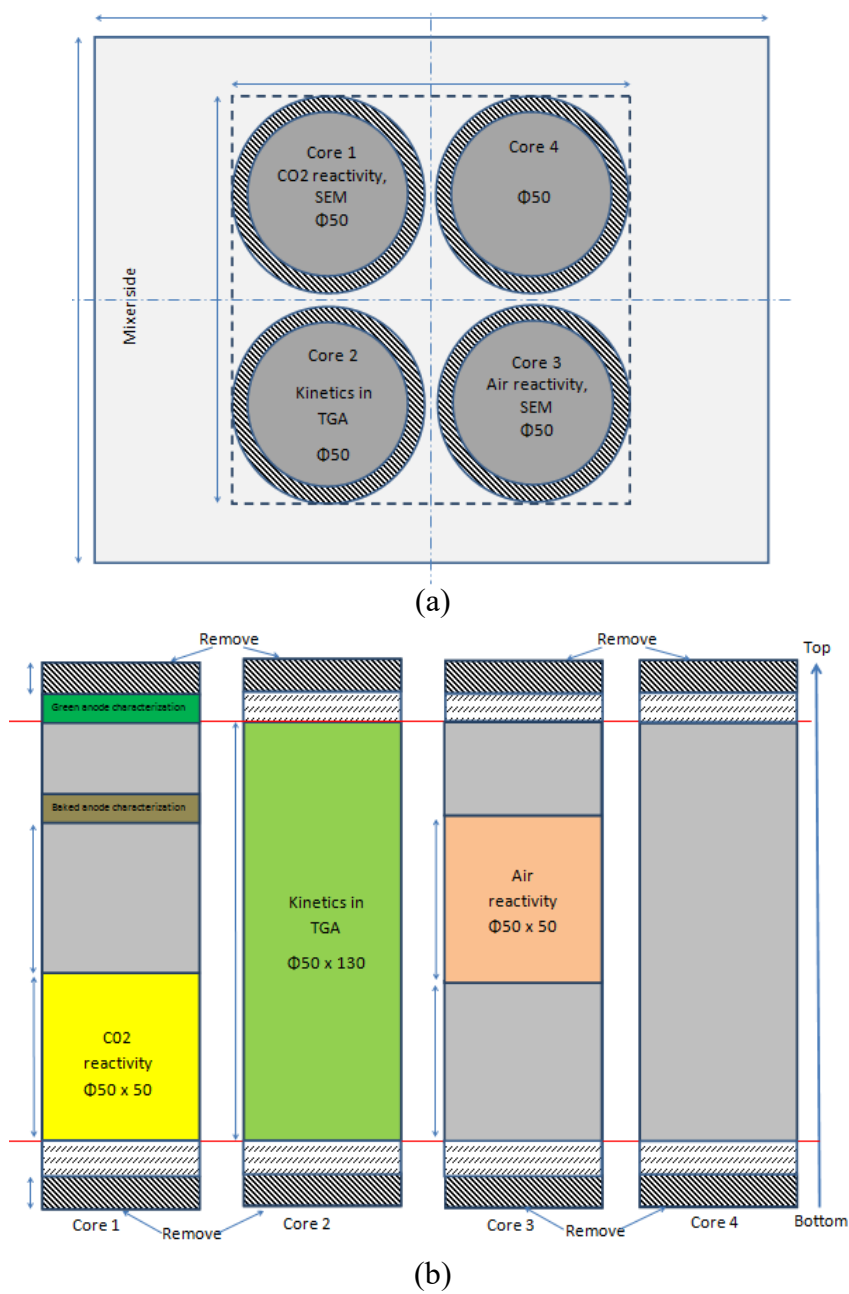 Mixer side
Core 1
CO2 reactivity,
SEM
Φ50
Core 4
Φ50
Core 2
Kinetics in
TGA
Φ50
Core 3
Air reactivity,
SEM
Φ50
(a)
Remove
Remove
Top
Green anode characterization
Baked anode characterization
Kinetics in
TGA
Φ50 x 130
Air
reactivity
Φ50 x 50
C02
reactivity
Φ50 x 50
Core 1
Remove
Core 2
Core 3
Remove
Core 4
Bottom
(b)